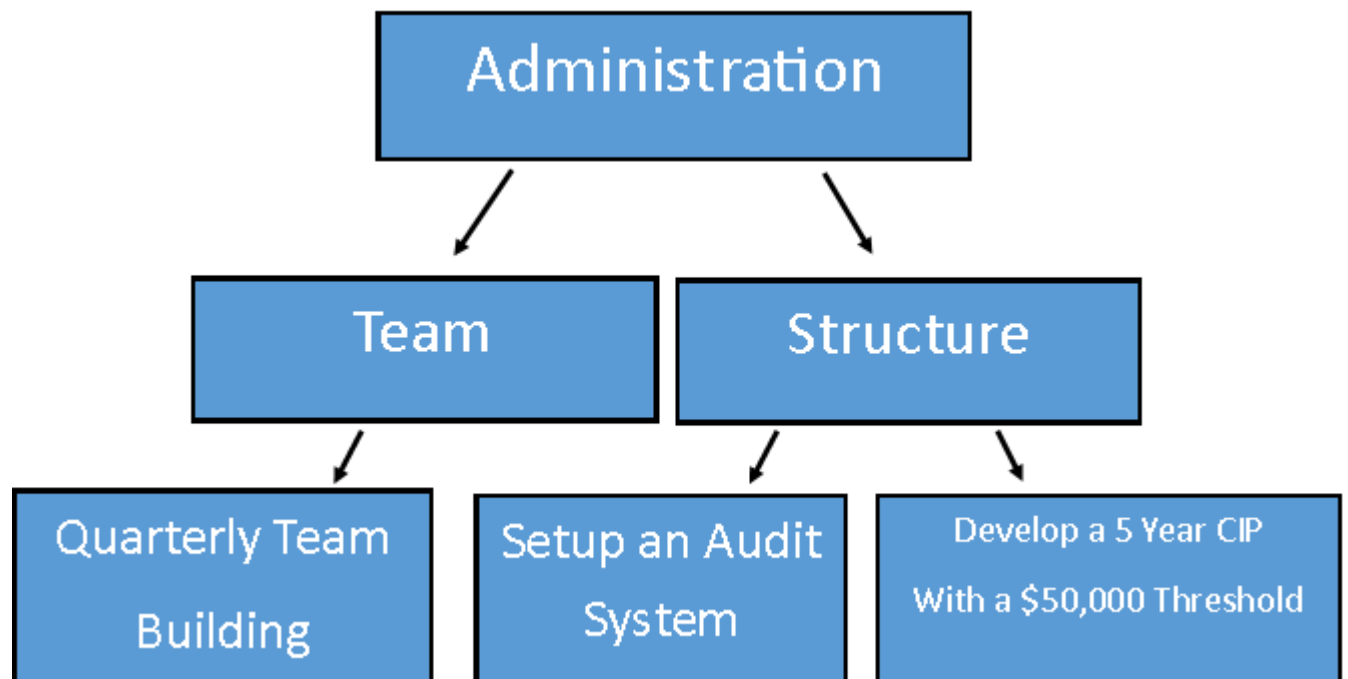 Administration
Team
Structure
Quarterly Team
Building
Setup an Audit
System
Develop a 5 Year CIP
With a $50,000 Threshold